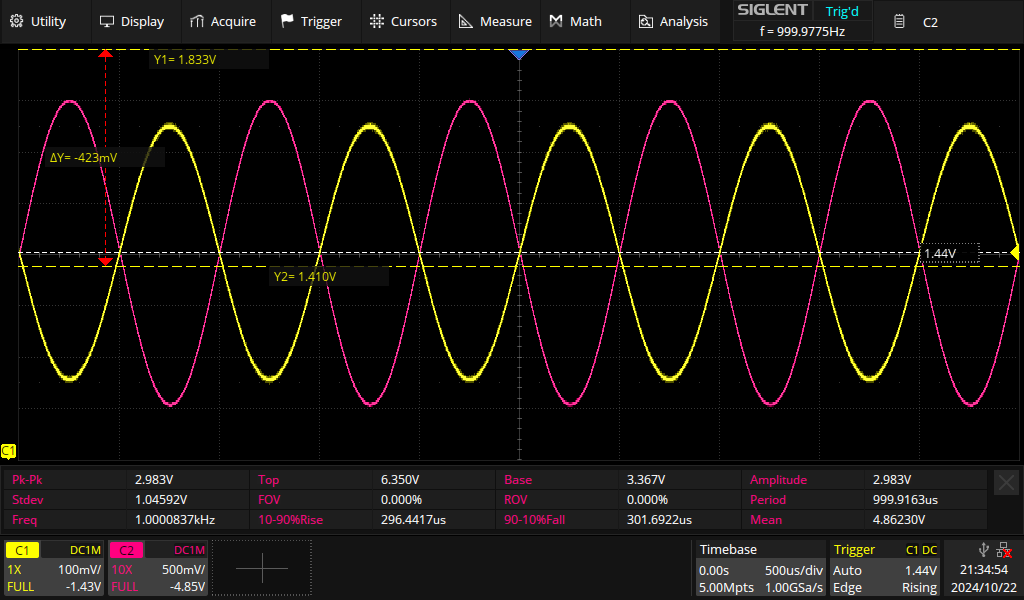 Utility Display Acquire Trigger Cursors Measure Math Analysis SIGLENT Trig'd C2
f = 999.9775Hz
Y1= 1.833V
ΔY= -423mV
1.44V
Y2= 1.410V
C1
Pk-Pk 2.983V Top 6.350V Base 3.367V Amplitude 2.983V
Stdev 1.04592V FOV 0.000% ROV 0.000% Period 999.9163us
Freq 1.0000837kHz 10-90%Rise 296.4417us 90-10%Fall 301.6922us Mean 4.86230V
C1 DC1M C2 DC1M Timebase Trigger C1 DC
1X 100mV/ 10X 500mV/ 0.00s 500us/div Auto 1.44V 21:34:54
FULL -1.43V FULL -4.85V 5.00Mpts 1.00GSa/s Edge Rising 2024/10/22